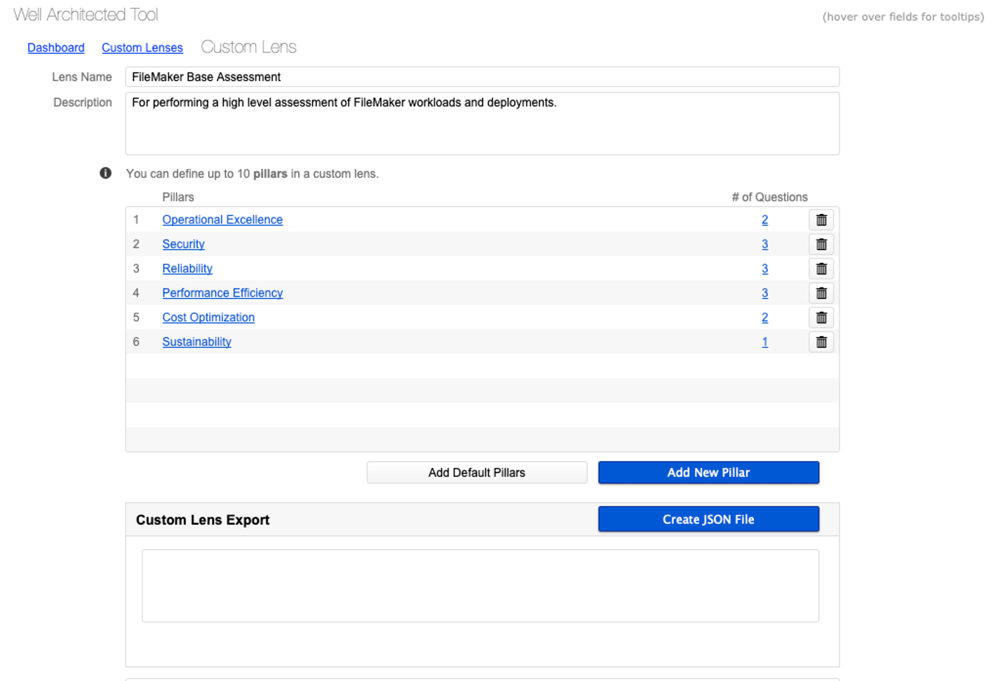 Well Architected Tool
(hover over fields for tooltips)
Dashboard Custom Lenses Custom Lens
Lens Name FileMaker Base Assessment
Description For performing a high level assessment of FileMaker workloads and deployments.
You can define up to 10 pillars in a custom lens.
Pillars # of Questions
1 Operational Excellence 2
2 Security 3
3 Reliability 3
4 Performance Efficiency 3
5 Cost Optimization 2
6 Sustainability 1
Add Default Pillars Add New Pillar
Custom Lens Export Create JSON File